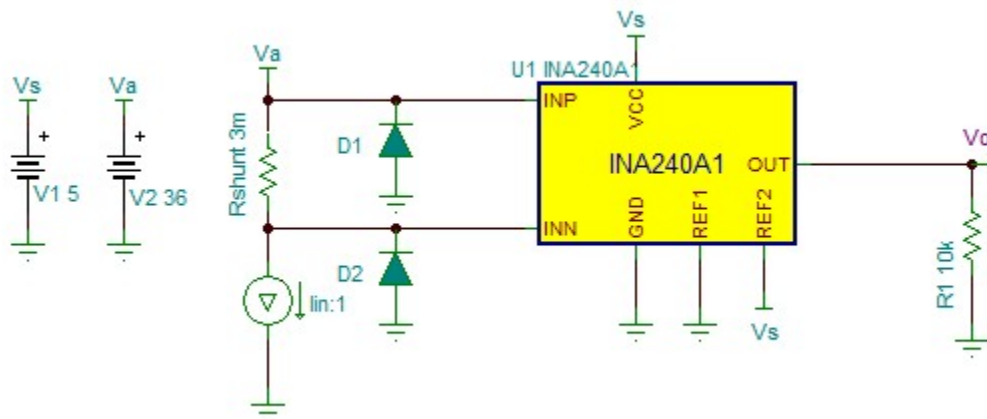 Vs
Va
V1 5
V2 36
Va
Rshunt 3m
Iin:1
D1
D2
Vs
U1 INA240A1
INP
VCC
INA240A1
OUT
INN
GND
REF1
REF2
Vs
R1 10k